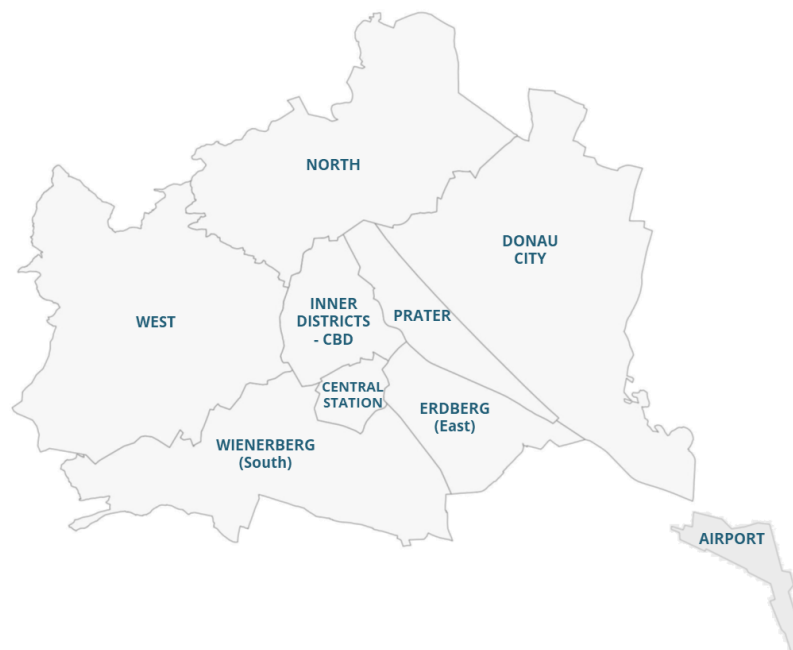 NORTH
DONAU
CITY
WEST
INNER
DISTRICTS
- CBD
PRATER
CENTRAL
STATION
ERDBERG
(East)
WIENERBERG
(South)
AIRPORT